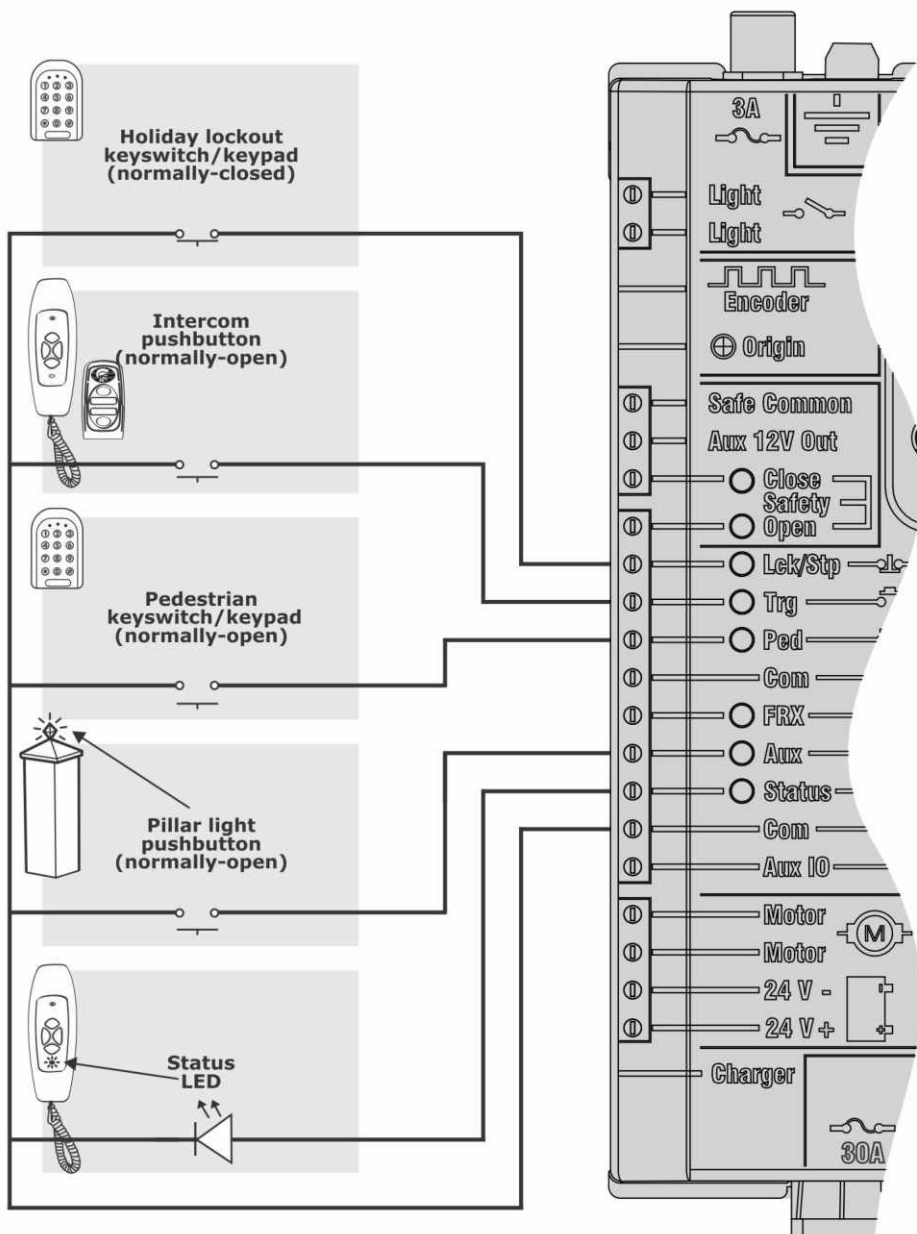 Holiday lockout
keyswitch/keypad
(normally-closed)
Intercom
pushbutton
(normally-open)
Pedestrian
keyswitch/keypad
(normally-open)
Pillar light
pushbutton
(normally-open)
Status
LED
3A
Light
Light
Encoder
Origin
Safe Common
Aux 12V Out
Close
Safety
Open
Lck/Stp
Trg
Ped
Com
FRX
Aux
Status
Com
Aux IO
Motor
M
Motor
24 V -
24 V +
Charger
30A